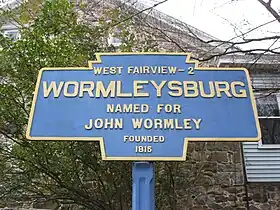 WEST FAIRVIEW - 2
WORMLEYSBURG
NAMED FOR
JOHN WORMLEY
FOUNDED
1815